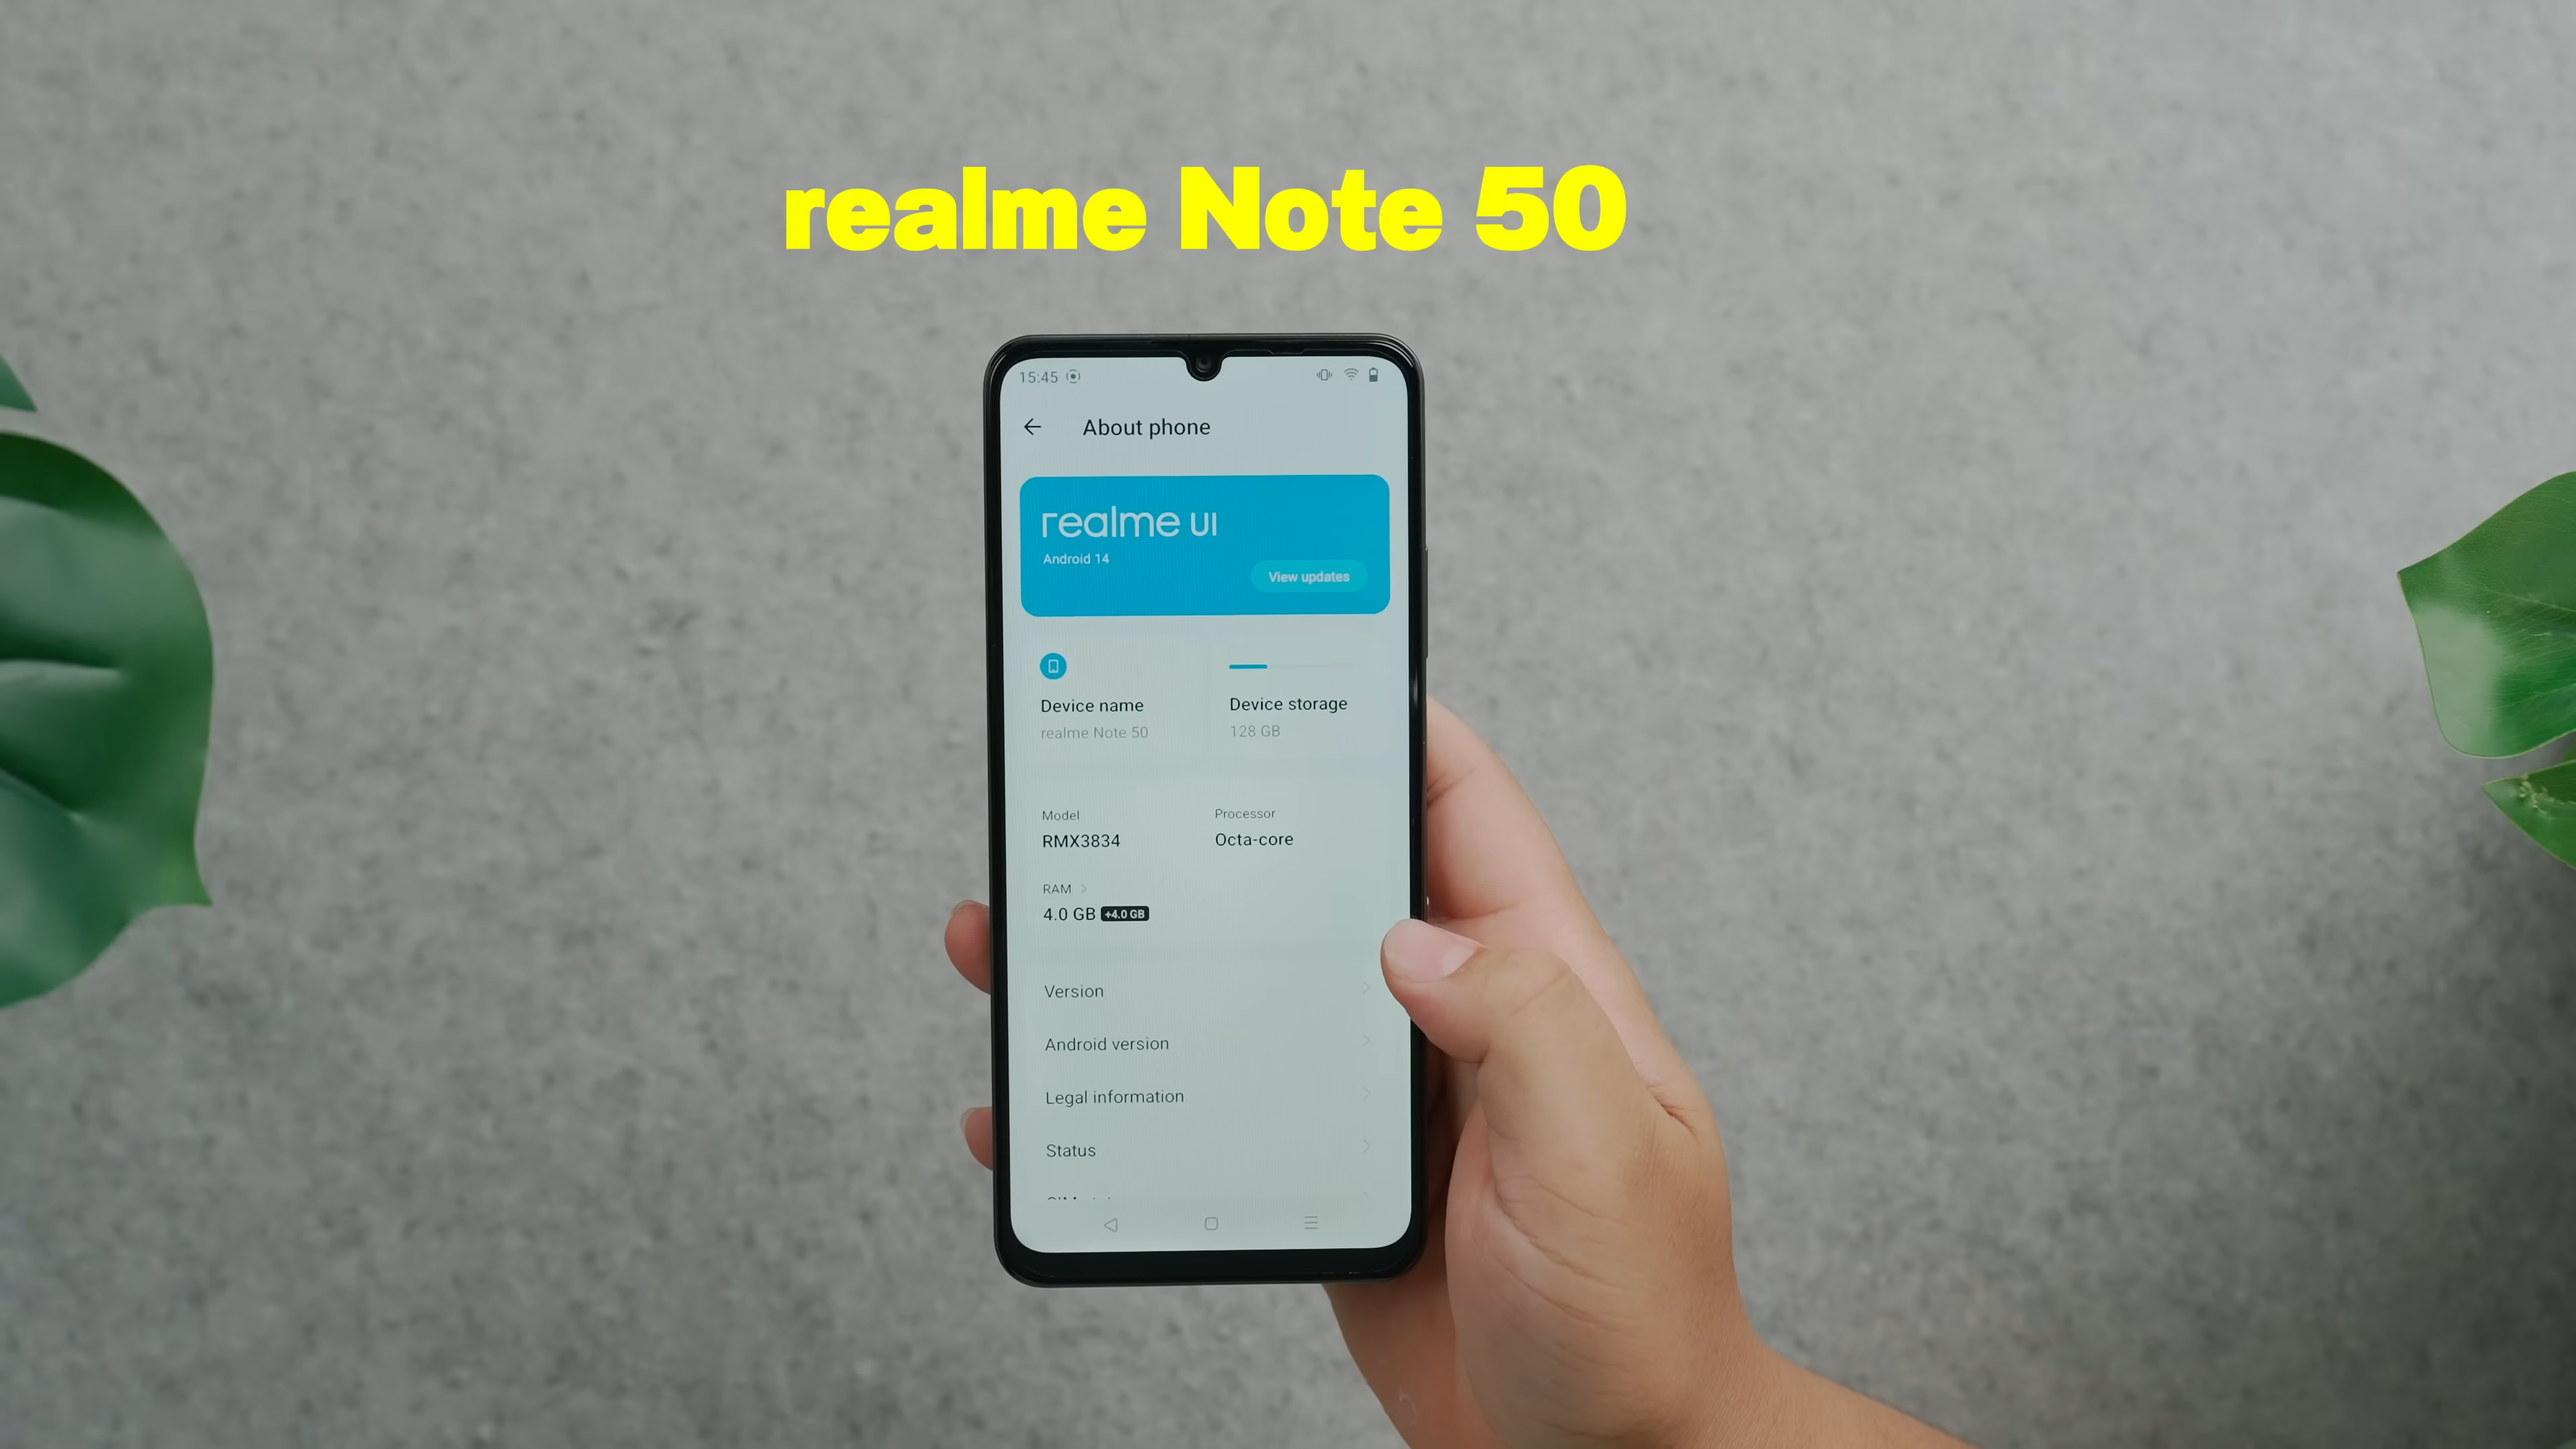 realme Note 50
15:45
About phone
realme UI
Android 14
View updates
Device name
realme Note 50
Device storage
128 GB
Model
RMX3834
Processor
Octa-core
RAM
4.0 GB +4.0 GB
Version
Android version
Legal information
Status